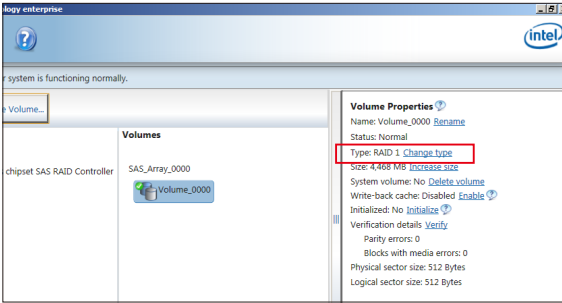 ology enterprise
intel
r system is functioning normally.
e Volume...
Volumes
chipset SAS RAID Controller
SAS_Array_0000
Volume_0000
Volume Properties
Name: Volume_0000 Rename
Status: Normal
Type: RAID 1 Change type
Size: 4,468 MB Increase size
System volume: No Delete volume
Write-back cache: Disabled Enable
Initialized: No Initialize
Verification details Verify
Parity errors: 0
Blocks with media errors: 0
Physical sector size: 512 Bytes
Logical sector size: 512 Bytes